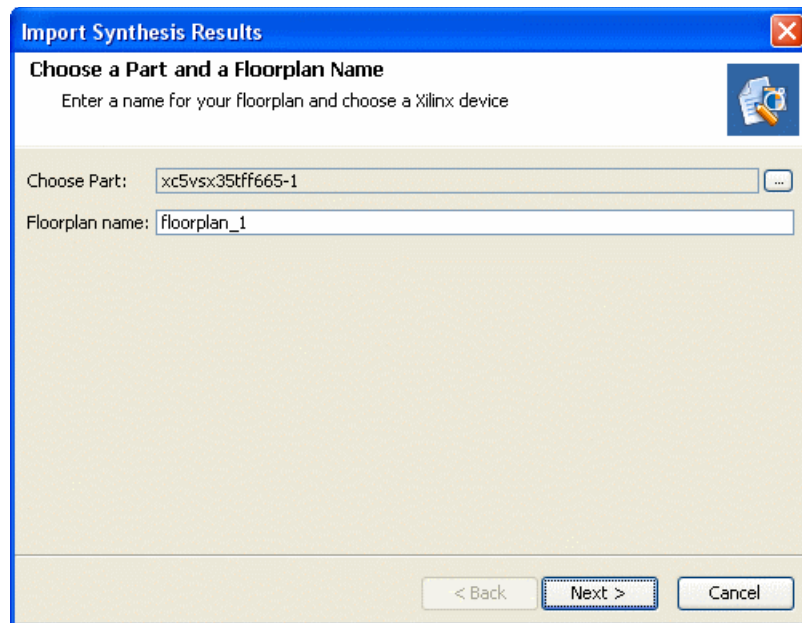 Import Synthesis Results
Choose a Part and a Floorplan Name
Enter a name for your floorplan and choose a Xilinx device
Choose Part: xc5vsx35tff665-1 ...
Floorplan name: floorplan_1
< Back Next > Cancel